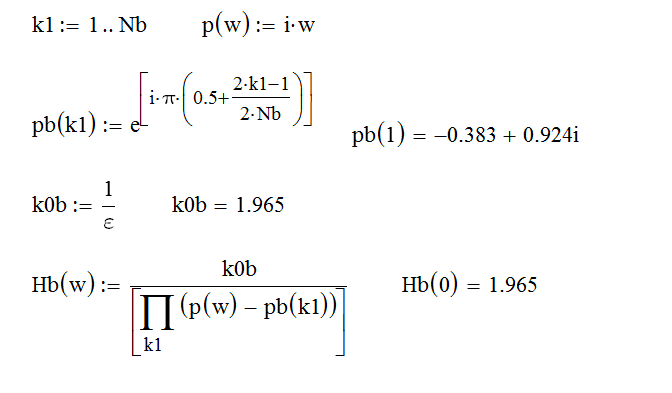 k1 := 1 .. Nb    p(w) := i·w
pb(k1) := e^[i·π·(0.5+(2·k1−1)/(2·Nb))]    pb(1) = −0.383 + 0.924i
k0b := 1/ε    k0b = 1.965
Hb(w) := k0b/[∏_k1 (p(w) − pb(k1))]    Hb(0) = 1.965